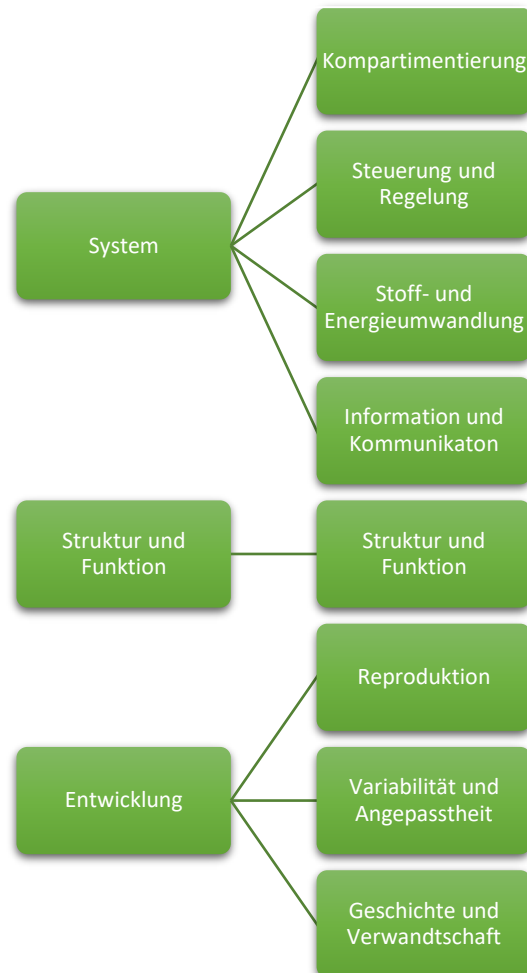 Kompartimentierung
Steuerung und
Regelung
System
Stoff- und
Energieumwandlung
Information und
Kommunikaton
Struktur und
Funktion
Struktur und
Funktion
Reproduktion
Entwicklung
Variabilität und
Angepasstheit
Geschichte und
Verwandtschaft